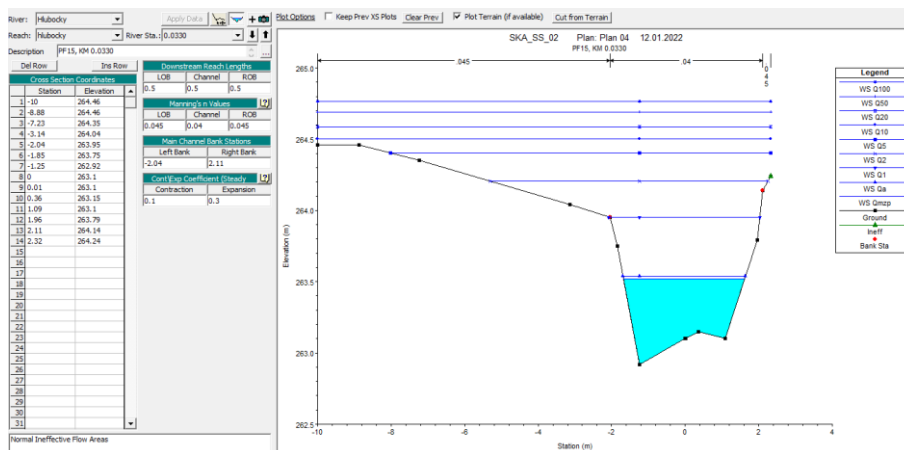 River: Hlubocky Apply Data
Reach: Hlubocky River Sta.: 0.0330
Description PF15, KM 0.0330 ...
Del Row Ins Row
Cross Section Coordinates
Station Elevation
1 -10 264.46
2 -8.88 264.46
3 -7.23 264.35
4 -3.14 264.04
5 -2.04 263.95
6 -1.85 263.75
7 -1.25 262.92
8 0 263.1
9 0.01 263.1
10 0.36 263.15
11 1.09 263.1
12 1.96 263.79
13 2.11 264.14
14 2.32 264.24
15
16
17
18
19
20
21
22
23
24
25
26
27
28
29
30
31
Downstream Reach Lengths
LOB Channel ROB
0.5 0.5 0.5
Manning's n Values ?
LOB Channel ROB
0.045 0.04 0.045
Main Channel Bank Stations
Left Bank Right Bank
-2.04 2.11
Cont\Exp Coefficient (Steady ?
Contraction Expansion
0.1 0.3
Normal Ineffective Flow Areas
Plot Options Keep Prev XS Plots Clear Prev Plot Terrain (if available) Cut from Terrain
SKA_SS_02 Plan: Plan 04 12.01.2022
PF15, KM 0.0330
.045 .04 .045
265.0
264.5
264.0
263.5
263.0
262.5
Elevation (m)
-10 -8 -6 -4 -2 0 2 4
Station (m)
Legend
WS Q100
WS Q50
WS Q20
WS Q10
WS Q5
WS Q2
WS Q1
WS Qa
WS Qmzp
Ground
Ineff
Bank Sta